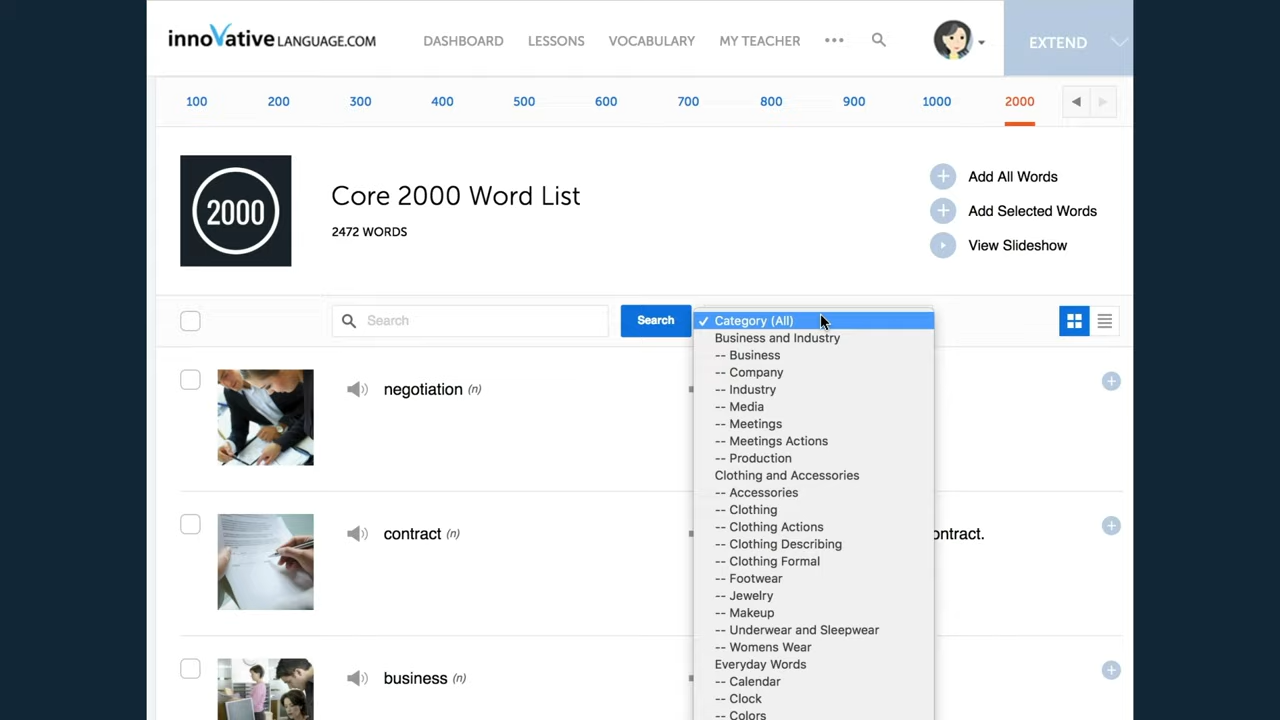 innoVative LANGUAGE.COM
DASHBOARD LESSONS VOCABULARY MY TEACHER ••• EXTEND
100 200 300 400 500 600 700 800 900 1000 2000
2000
Core 2000 Word List
2472 WORDS
Add All Words
Add Selected Words
View Slideshow
Search
Search
✓ Category (All)
Business and Industry
-- Business
-- Company
-- Industry
-- Media
-- Meetings
-- Meetings Actions
-- Production
Clothing and Accessories
-- Accessories
-- Clothing
-- Clothing Actions
-- Clothing Describing
-- Clothing Formal
-- Footwear
-- Jewelry
-- Makeup
-- Underwear and Sleepwear
-- Womens Wear
Everyday Words
-- Calendar
-- Clock
-- Colors
negotiation (n)
contract (n)
ontract.
business (n)